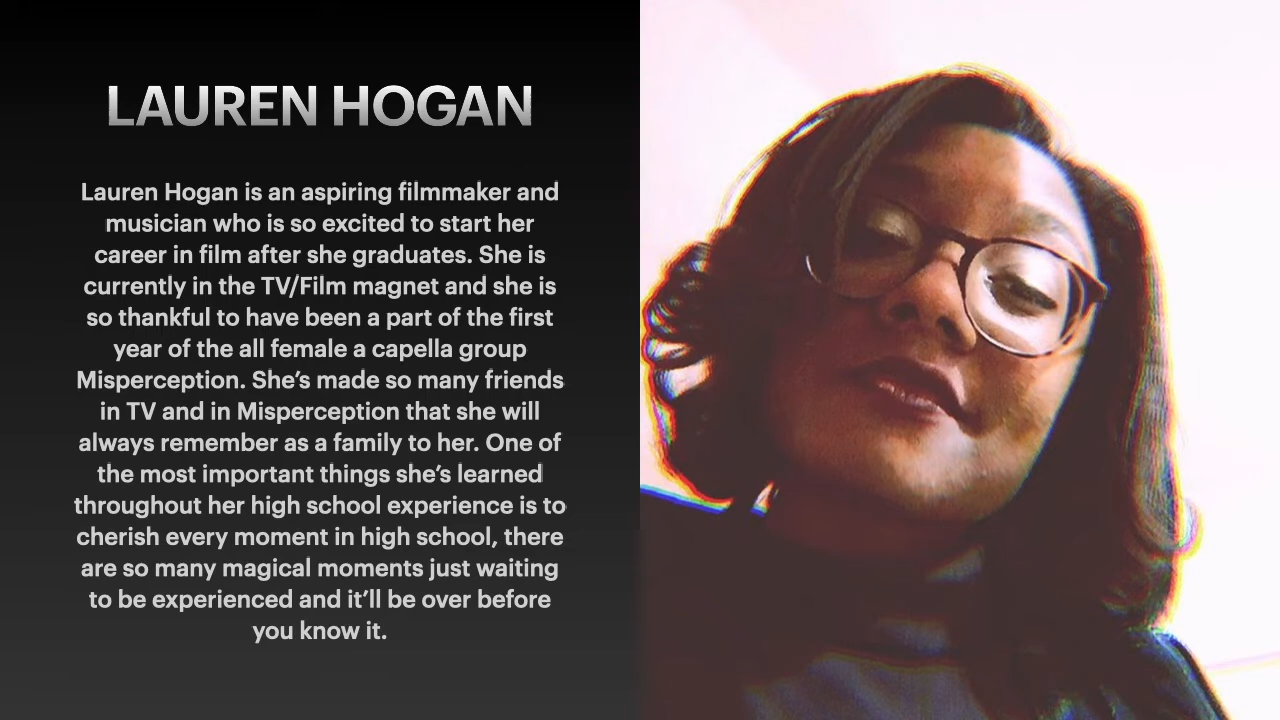 LAUREN HOGAN
Lauren Hogan is an aspiring filmmaker and
musician who is so excited to start her
career in film after she graduates. She is
currently in the TV/Film magnet and she is
so thankful to have been a part of the first
year of the all female a capella group
Misperception. She’s made so many friends
in TV and in Misperception that she will
always remember as a family to her. One of
the most important things she’s learned
throughout her high school experience is to
cherish every moment in high school, there
are so many magical moments just waiting
to be experienced and it’ll be over before
you know it.